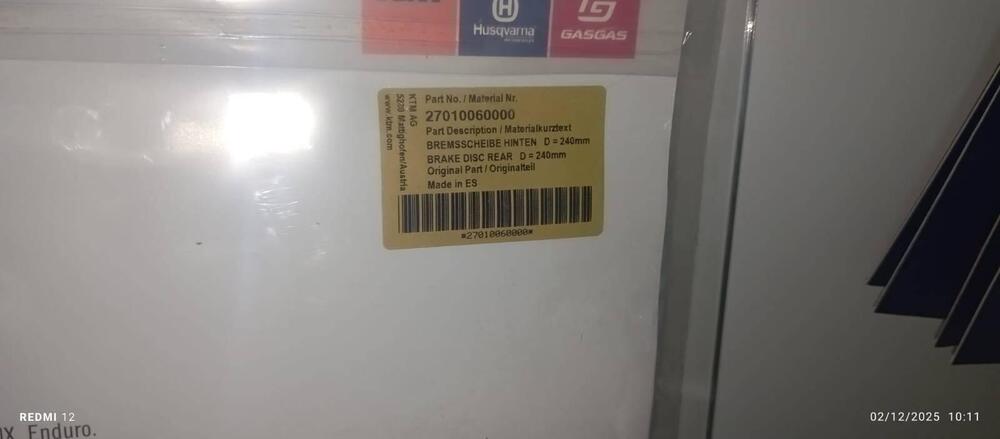 Husqvarna
GASGAS
KTM AG
5230 Mattighofen/Austria
www.ktm.com
Part No. / Material Nr.
27010060000
Part Description / Materialkurztext
BREMSSCHEIBE HINTEN D = 240mm
BRAKE DISC REAR D = 240mm
Original Part / Originalteil
Made in ES
*27010060000*
Enduro.
REDMI 12
02/12/2025 10:11